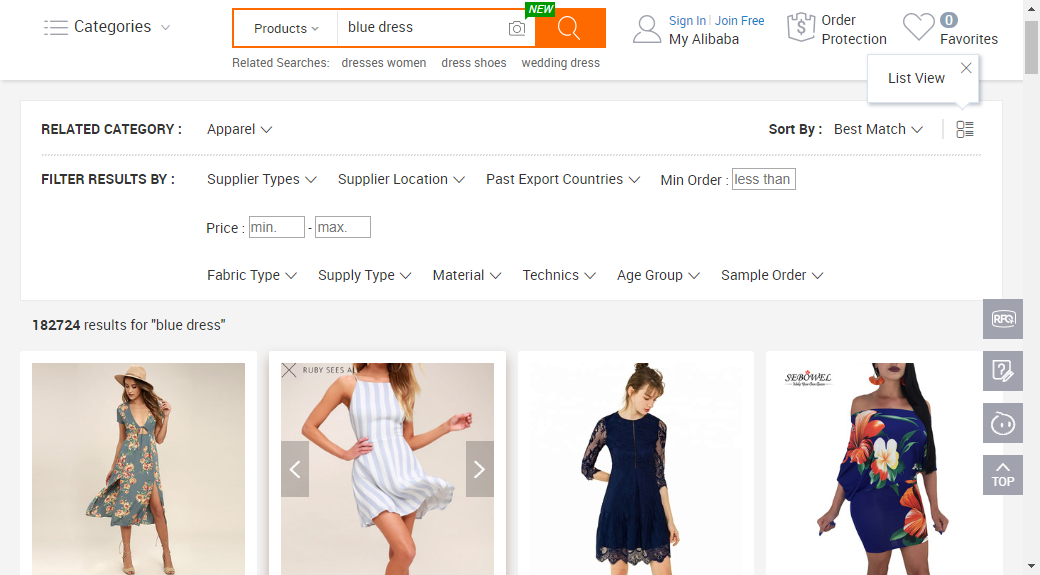 Categories
Products
blue dress
NEW
Sign In | Join Free
My Alibaba
Order
Protection
0
Favorites
Related Searches: dresses women dress shoes wedding dress
List View
RELATED CATEGORY : Apparel
Sort By : Best Match
FILTER RESULTS BY : Supplier Types Supplier Location Past Export Countries Min Order : less than
Price : min. - max.
Fabric Type Supply Type Material Technics Age Group Sample Order
RFQ
182724 results for "blue dress"
RUBY SEES AL
SEBOWEL
TOP